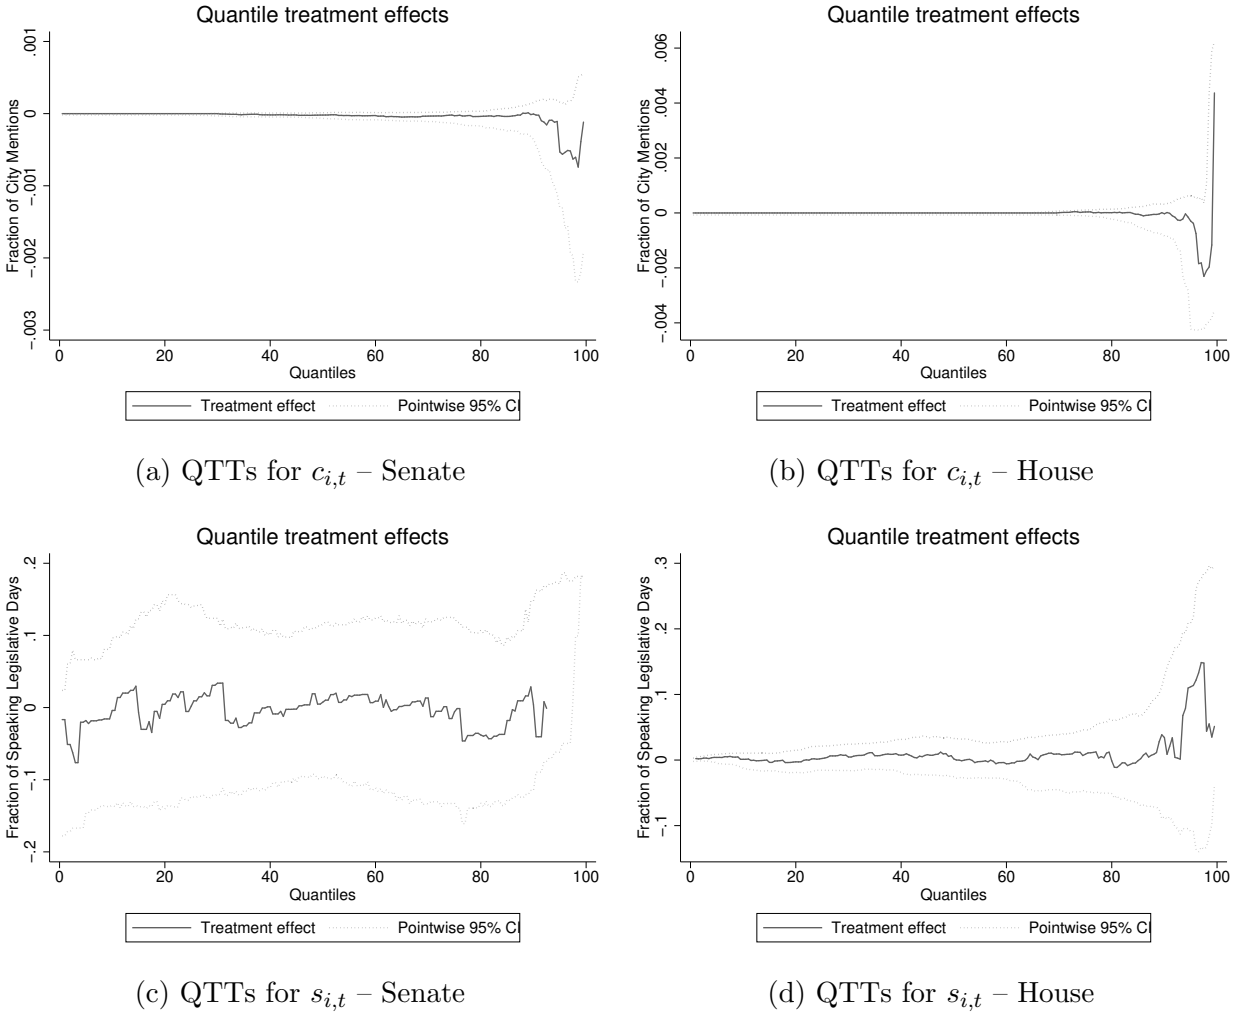 Quantile treatment effects
Fraction of City Mentions
.001
0
-.001
-.0002
-.003
0 20 40 60 80 100
Quantiles
Treatment effect Pointwise 95% CI
(a) QTTs for c_{i,t} – Senate
Quantile treatment effects
Fraction of City Mentions
.006
.004
.002
0
-.002
-.004
0 20 40 60 80 100
Quantiles
Treatment effect Pointwise 95% CI
(b) QTTs for c_{i,t} – House
Quantile treatment effects
Fraction of Speaking Legislative Days
.2
.1
0
-.1
-.2
0 20 40 60 80 100
Quantiles
Treatment effect Pointwise 95% CI
(c) QTTs for s_{i,t} – Senate
Quantile treatment effects
Fraction of Speaking Legislative Days
.3
.2
.1
0
-.1
0 20 40 60 80 100
Quantiles
Treatment effect Pointwise 95% CI
(d) QTTs for s_{i,t} – House